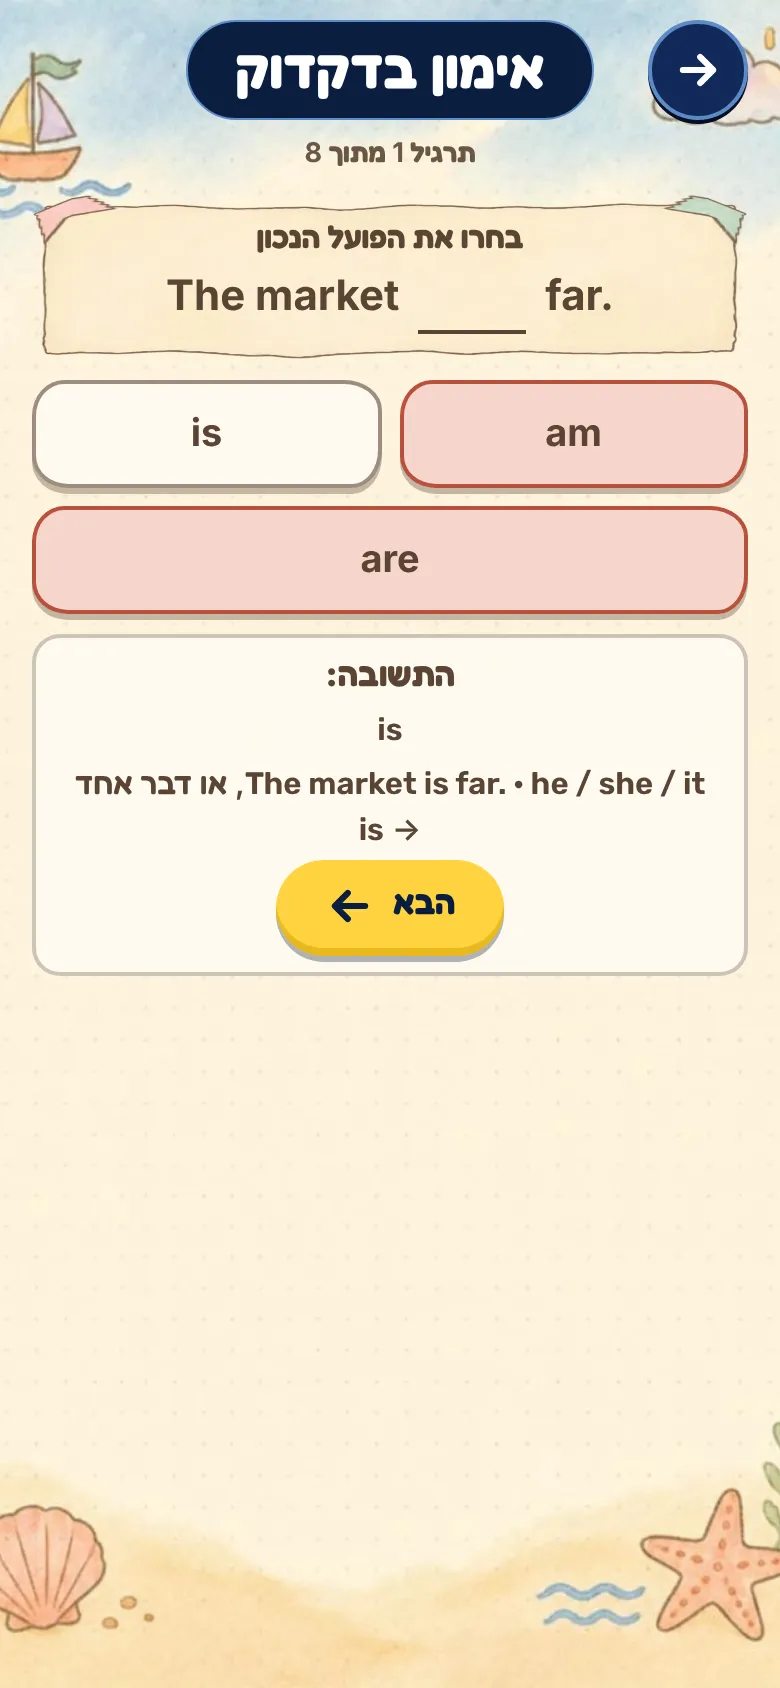 אימון בדקדוק
תרגיל 1 מתוך 8
בחרו את הפועל הנכון
The market ____ far.
is
am
are
התשובה:
is
The market is far. • he / she / it, או דבר אחד
→ is
הבא ←